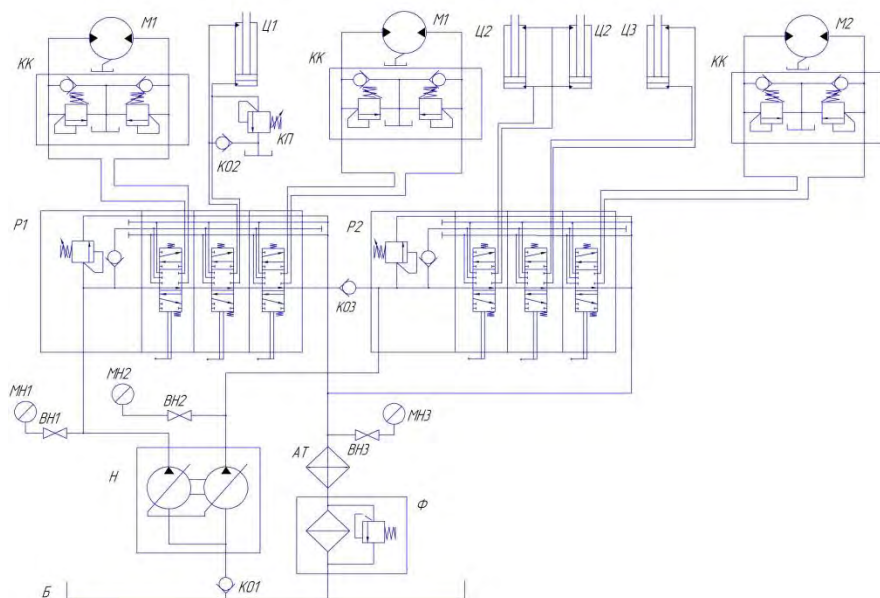 М1
Ц1
М1
Ц2
Ц2
Ц3
М2
КК
КК
КК
КП
КО2
Р1
Р2
КО3
МН1
МН2
ВН1
ВН2
МН3
ВН3
АТ
Н
Ф
Б
КО1